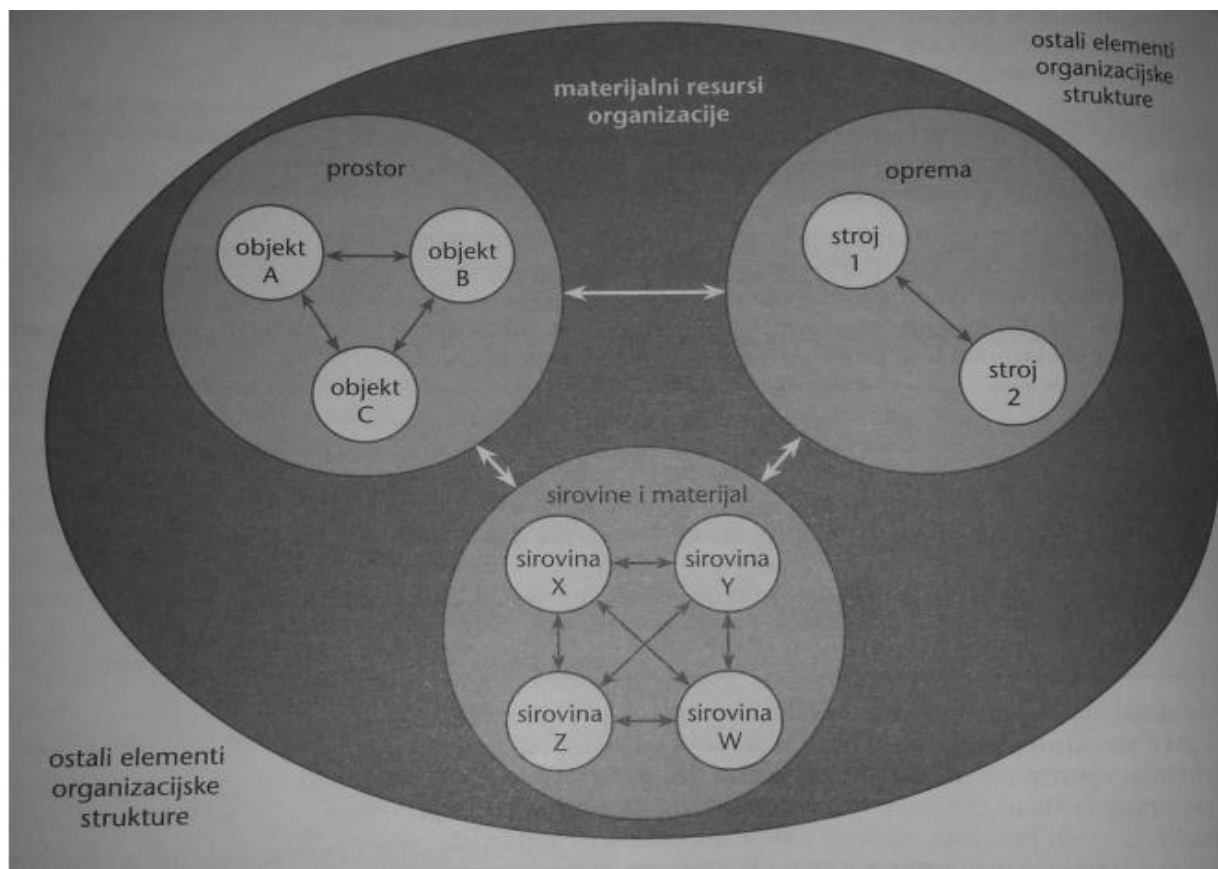 ostali elementi
organizacijske
strukture
materijalni resursi
organizacije
prostor
objekt
A
objekt
B
objekt
C
oprema
stroj
1
stroj
2
sirovine i materijal
sirovina
X
sirovina
Y
sirovina
Z
sirovina
W
ostali elementi
organizacijske
strukture